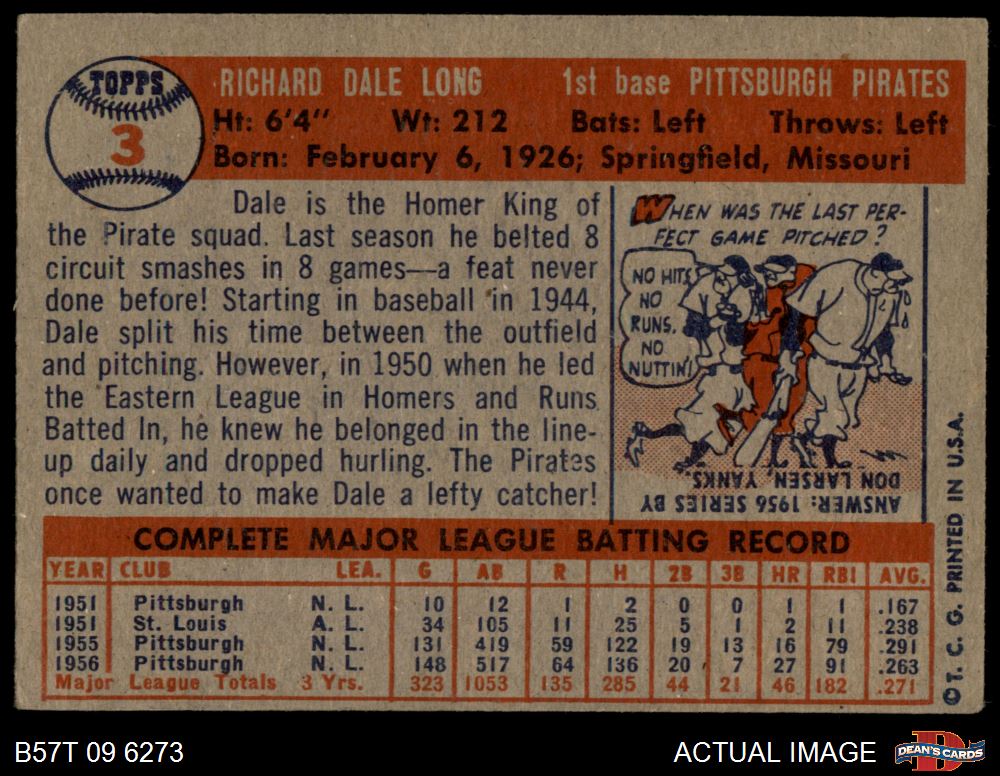 TOPPS
3
RICHARD DALE LONG 1st base PITTSBURGH PIRATES
Ht: 6'4" Wt: 212 Bats: Left Throws: Left
Born: February 6, 1926; Springfield, Missouri
Dale is the Homer King of
the Pirate squad. Last season he belted 8
circuit smashes in 8 games—a feat never
done before! Starting in baseball in 1944,
Dale split his time between the outfield
and pitching. However, in 1950 when he led
the Eastern League in Homers and Runs
Batted In, he knew he belonged in the line-
up daily and dropped hurling. The Pirates
once wanted to make Dale a lefty catcher!
WHEN WAS THE LAST PER-
FECT GAME PITCHED?
NO HITS
NO
RUNS.
NO
NUTTIN'!
ANSWER: 1956 SERIES BY
DON LARSEN YANKS.
COMPLETE MAJOR LEAGUE BATTING RECORD
YEAR CLUB LEA. G AB R H 2B 3B HR RBI AVG.
1951 Pittsburgh N. L. 10 12 1 2 0 0 1 1 .167
1951 St. Louis A. L. 34 105 11 25 5 1 2 11 .238
1955 Pittsburgh N. L. 131 419 59 122 19 13 16 79 .291
1956 Pittsburgh N. L. 148 517 64 136 20 7 27 91 .263
Major League Totals 3 Yrs. 323 1053 135 285 44 21 46 182 .271
©T. C. G. PRINTED IN U.S.A.
B57T 09 6273
ACTUAL IMAGE
D
DEAN'S CARDS